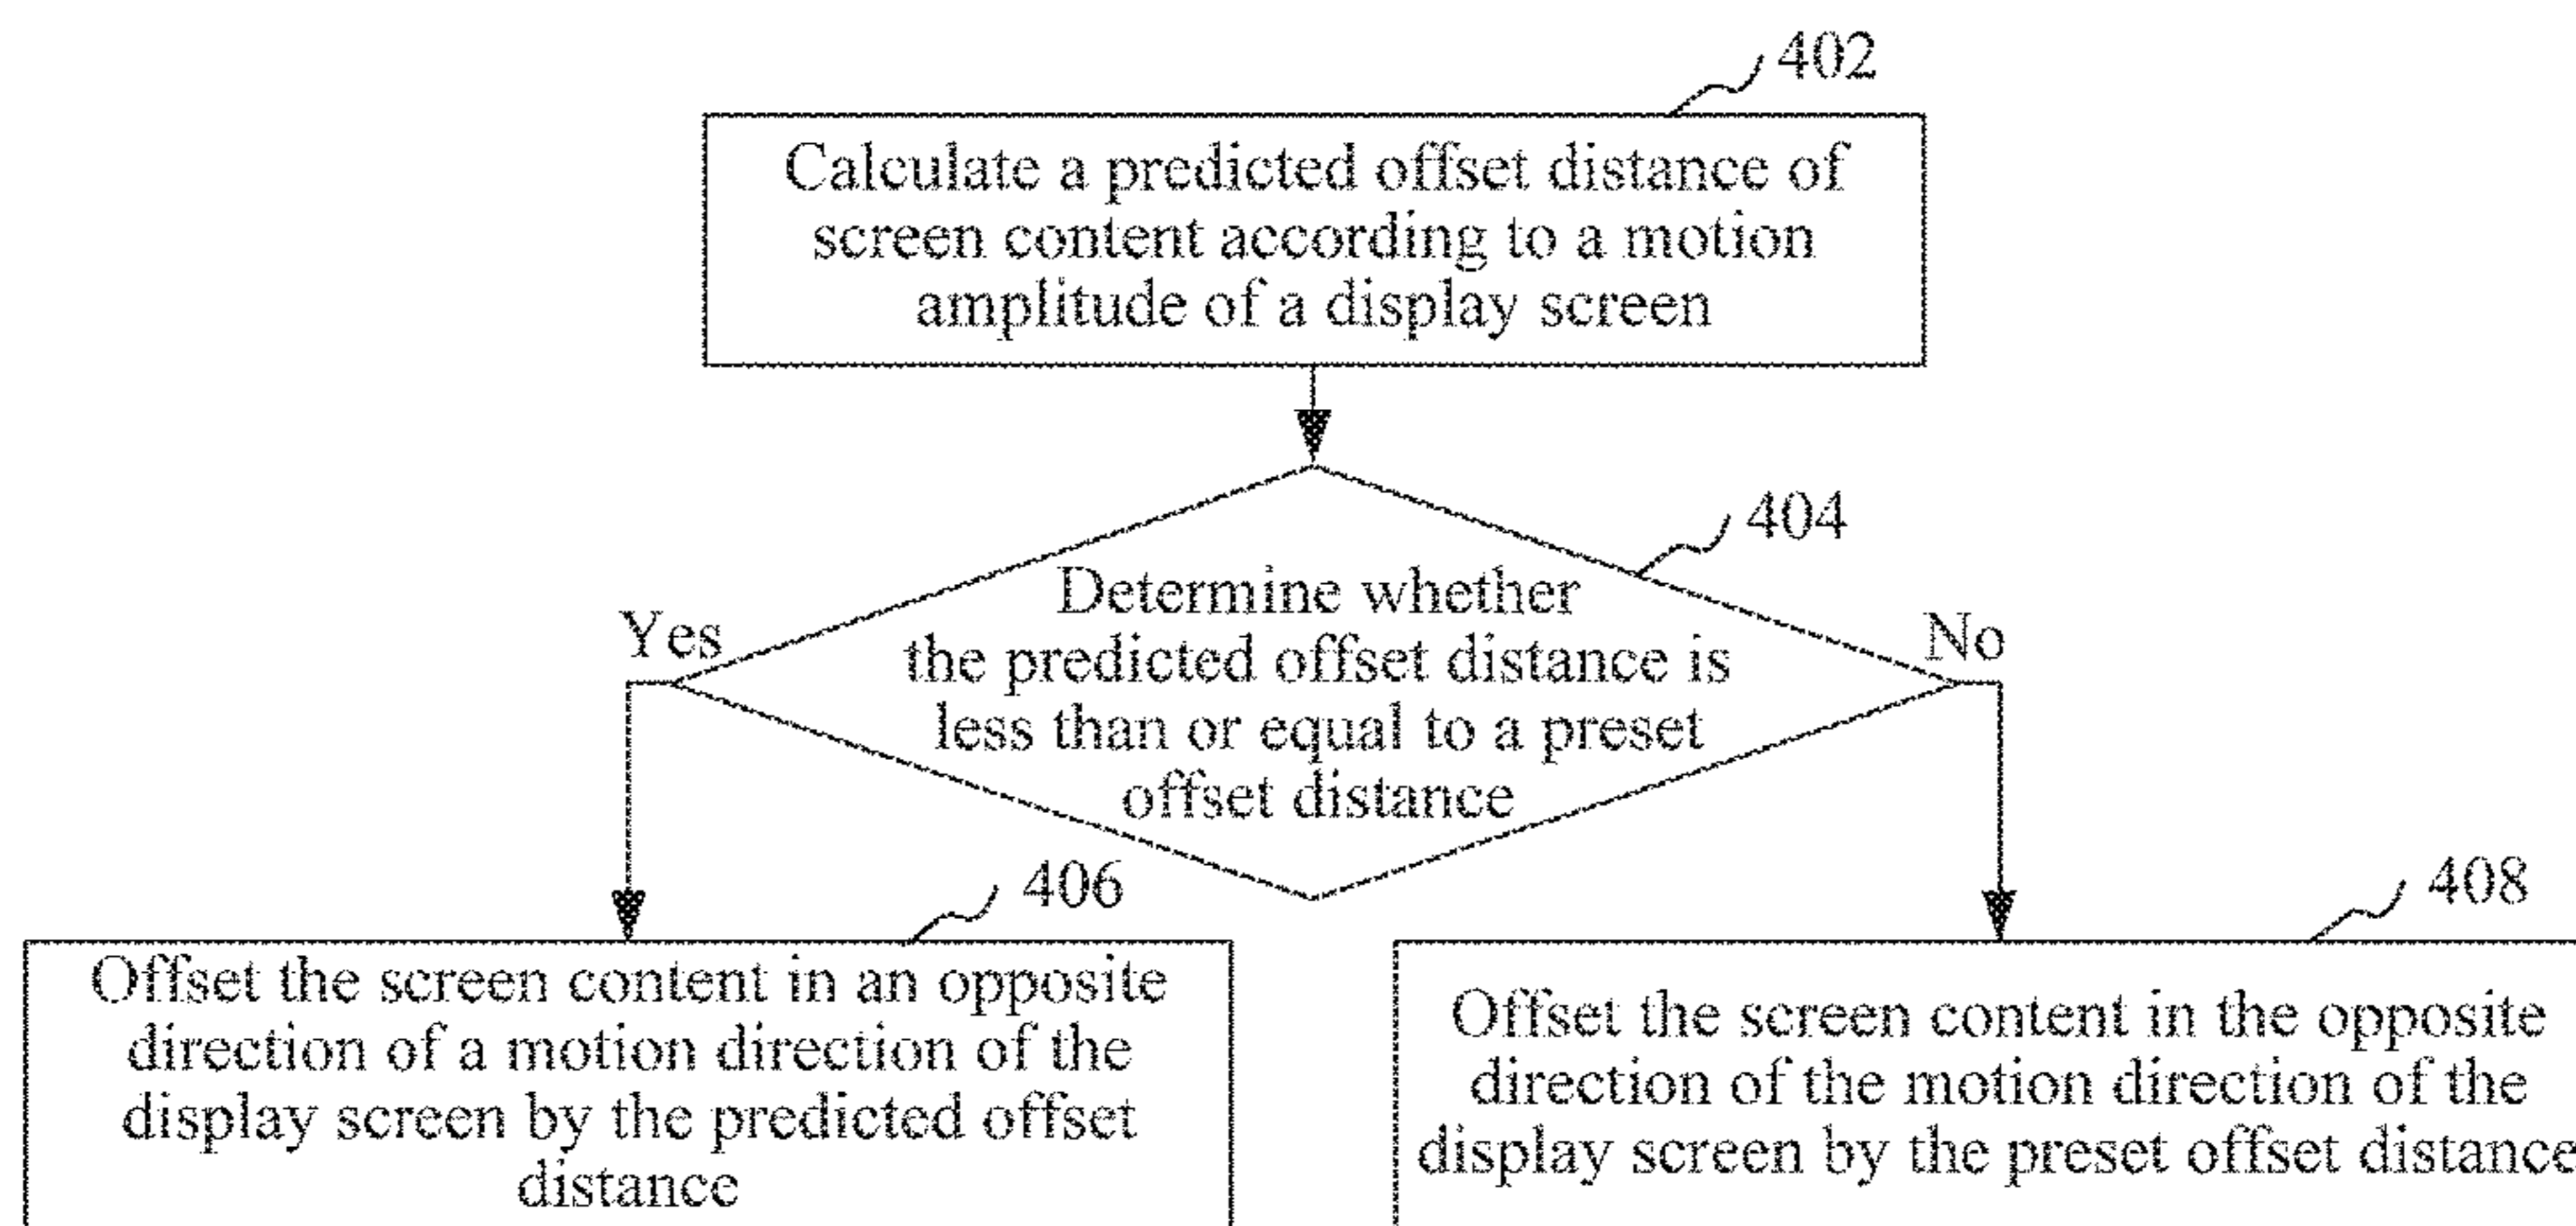 402
Calculate a predicted offset distance of
screen content according to a motion
amplitude of a display screen
404
Determine whether
the predicted offset distance is
less than or equal to a preset
offset distance
Yes
No
406
Offset the screen content in an opposite
direction of a motion direction of the
display screen by the predicted offset
distance
408
Offset the screen content in the opposite
direction of the motion direction of the
display screen by the preset offset distance